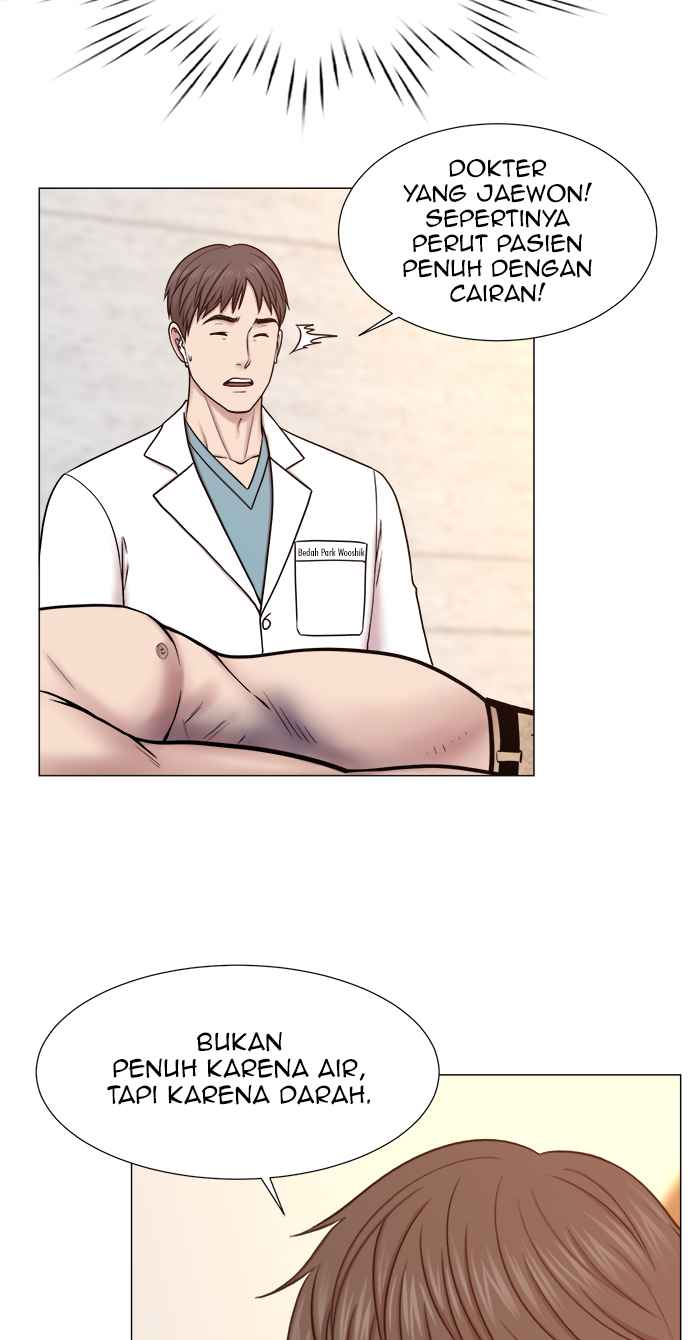 DOKTER
YANG JAEWON!
SEPERTINYA
PERUT PASIEN
PENUH DENGAN
CAIRAN!
Bedah Park Wooshik
BUKAN
PENUH KARENA AIR,
TAPI KARENA DARAH.